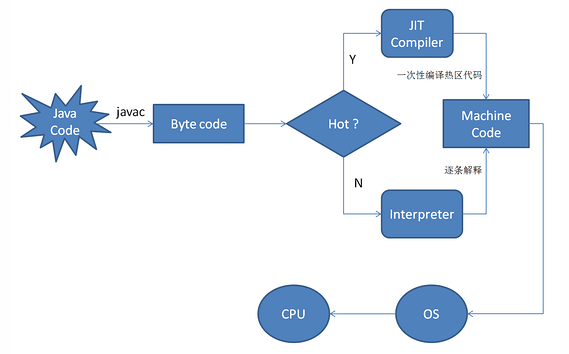 JIT
Compiler
Y
一次性编译热区代码
Java
Code
javac
Byte code
Hot ?
Machine
Code
逐条解释
N
Interpreter
CPU
OS